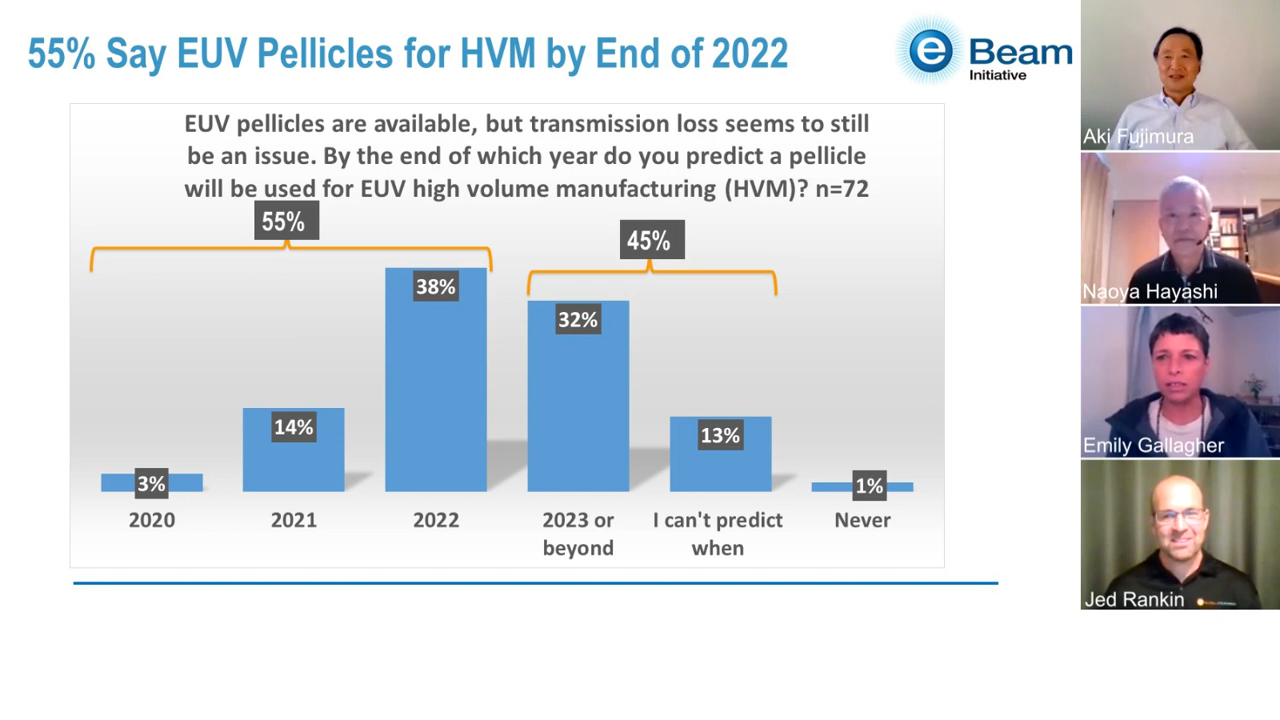 55% Say EUV Pellicles for HVM by End of 2022
e Beam
Initiative
EUV pellicles are available, but transmission loss seems to still
be an issue. By the end of which year do you predict a pellicle
will be used for EUV high volume manufacturing (HVM)? n=72
55%
45%
38%
32%
14%
13%
3%
1%
2020
2021
2022
2023 or
beyond
I can't predict
when
Never
Aki Fujimura
Naoya Hayashi
Emily Gallagher
Jed Rankin